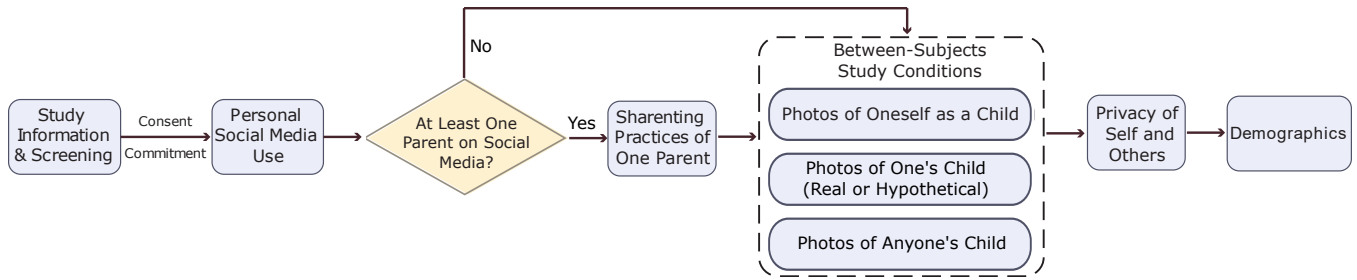 Study
Information
& Screening
Consent
Commitment
Personal
Social Media
Use
At Least One
Parent on Social
Media?
No
Yes
Sharenting
Practices of
One Parent
Between-Subjects
Study Conditions
Photos of Oneself as a Child
Photos of One's Child
(Real or Hypothetical)
Photos of Anyone's Child
Privacy of
Self and
Others
Demographics